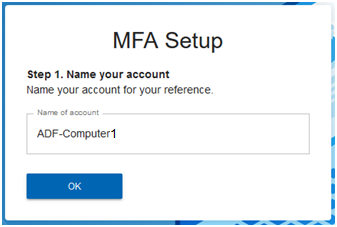 MFA Setup
Step 1. Name your account
Name your account for your reference.
Name of account
ADF-Computer1
OK